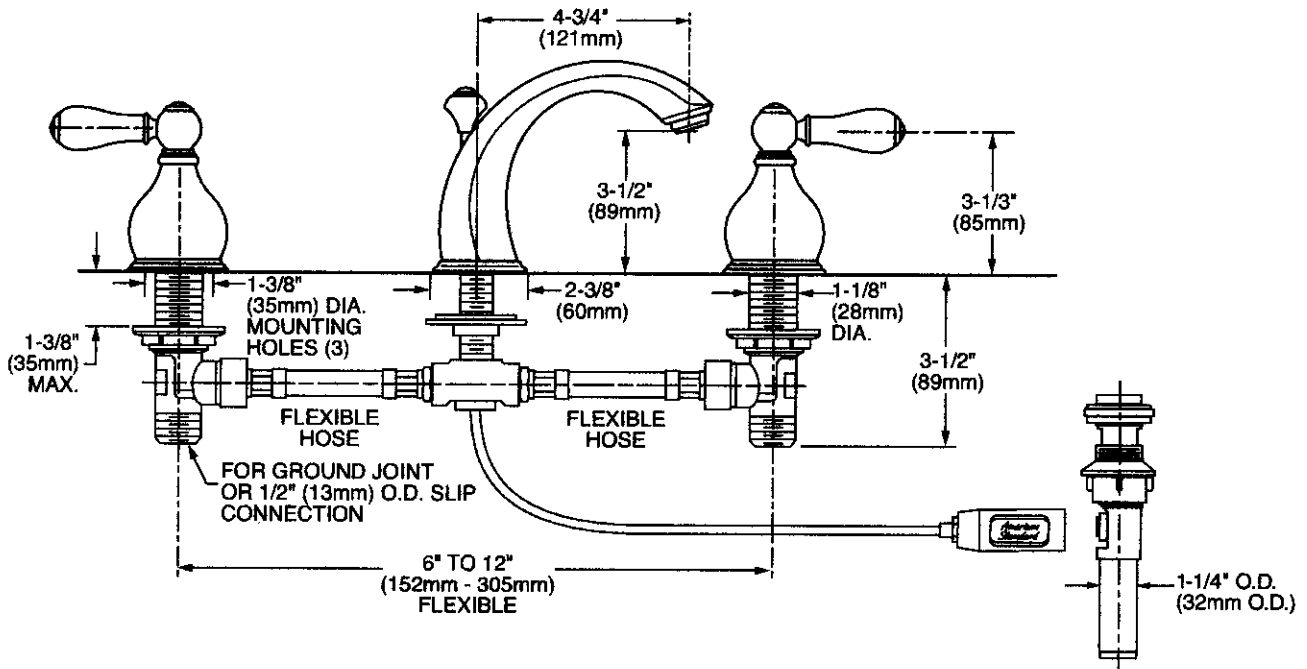 4-3/4"
(121mm)
3-1/2"
(89mm)
3-1/3"
(85mm)
1-3/8"
(35mm) DIA.
MOUNTING
HOLES (3)
2-3/8"
(60mm)
1-1/8"
(28mm)
DIA.
1-3/8"
(35mm)
MAX.
3-1/2"
(89mm)
FLEXIBLE
HOSE
FLEXIBLE
HOSE
FOR GROUND JOINT
OR 1/2" (13mm) O.D. SLIP
CONNECTION
American
Standard
6" TO 12"
(152mm - 305mm)
FLEXIBLE
1-1/4" O.D.
(32mm O.D.)